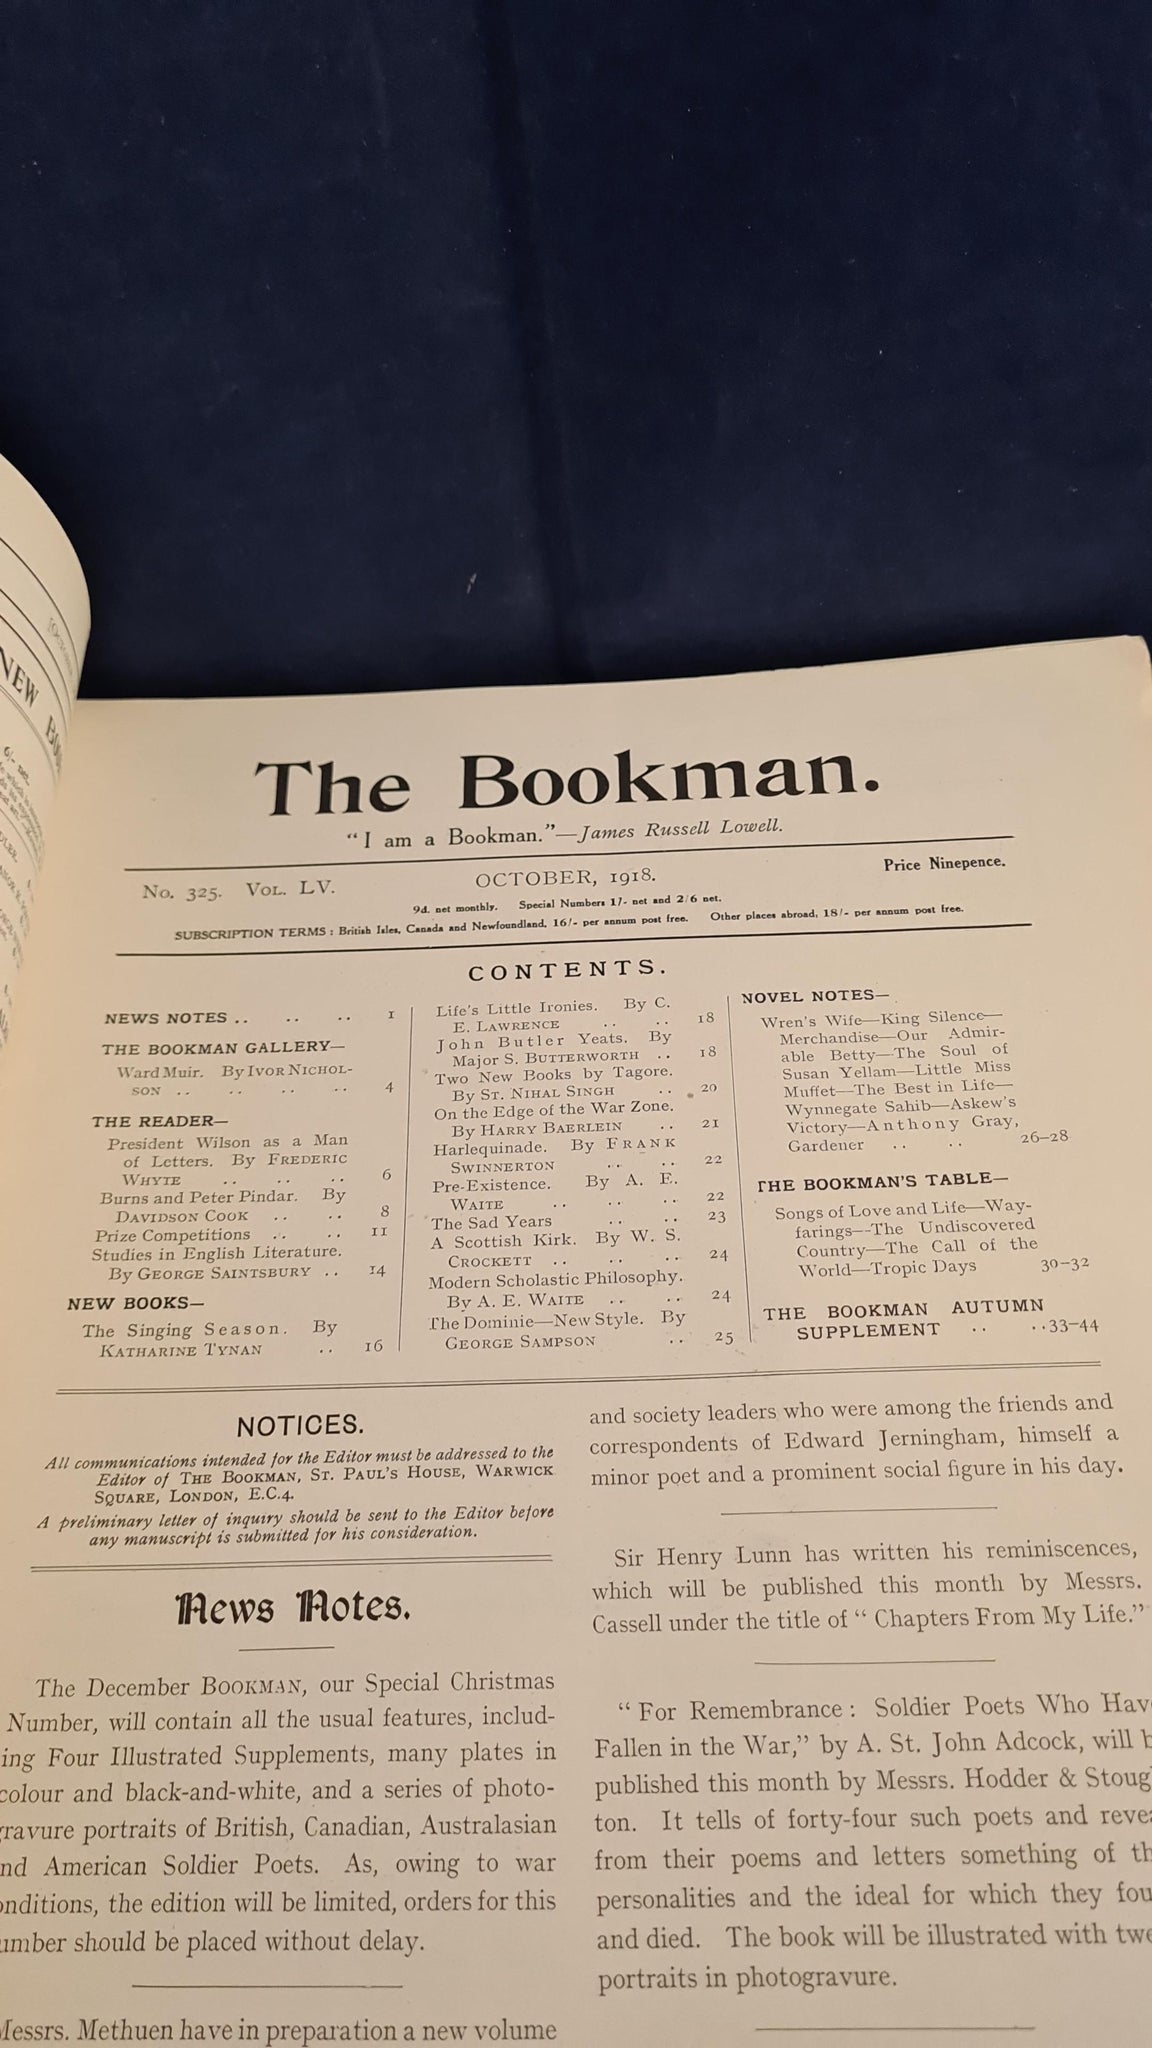 NEW
6/- net.
The Bookman.
"I am a Bookman."—James Russell Lowell.
No. 325. Vol. LV.
OCTOBER, 1918.
Price Ninepence.
9d. net monthly. Special Numbers 1/- net and 2/6 net.
SUBSCRIPTION TERMS : British Isles, Canada and Newfoundland, 16/- per annum post free. Other places abroad, 18/- per annum post free.
CONTENTS.
NEWS NOTES .. .. .. 1
THE BOOKMAN GALLERY—
Ward Muir. By IVOR NICHOL-
SON .. .. .. .. 4
THE READER—
President Wilson as a Man
of Letters. By FREDERIC
WHYTE .. .. .. 6
Burns and Peter Pindar. By
DAVIDSON COOK .. .. 8
Prize Competitions .. .. 11
Studies in English Literature.
By GEORGE SAINTSBURY .. 14
NEW BOOKS—
The Singing Season. By
KATHARINE TYNAN .. 16
Life's Little Ironies. By C.
E. LAWRENCE .. .. 18
John Butler Yeats. By
Major S. BUTTERWORTH .. 18
Two New Books by Tagore.
By ST. NIHAL SINGH .. 20
On the Edge of the War Zone.
By HARRY BAERLEIN .. 21
Harlequinade. By FRANK
SWINNERTON .. .. 22
Pre-Existence. By A. E.
WAITE .. .. .. 22
The Sad Years .. .. 23
A Scottish Kirk. By W. S.
CROCKETT .. .. .. 24
Modern Scholastic Philosophy.
By A. E. WAITE .. .. 24
The Dominie—New Style. By
GEORGE SAMPSON .. 25
NOVEL NOTES—
Wren's Wife—King Silence—
Merchandise—Our Admir-
able Betty—The Soul of
Susan Yellam—Little Miss
Muffet—The Best in Life—
Wynnegate Sahib—Askew's
Victory—Anthony Gray,
Gardener .. .. 26-28
THE BOOKMAN'S TABLE—
Songs of Love and Life—Way-
farings—The Undiscovered
Country—The Call of the
World—Tropic Days 30-32
THE BOOKMAN AUTUMN
SUPPLEMENT .. ..33-44
NOTICES.
All communications intended for the Editor must be addressed to the
Editor of THE BOOKMAN, ST. PAUL'S HOUSE, WARWICK
SQUARE, LONDON, E.C.4.
A preliminary letter of inquiry should be sent to the Editor before
any manuscript is submitted for his consideration.
News Notes.
The December BOOKMAN, our Special Christmas
Number, will contain all the usual features, includ-
ing Four Illustrated Supplements, many plates in
colour and black-and-white, and a series of photo-
gravure portraits of British, Canadian, Australasian
nd American Soldier Poets. As, owing to war
onditions, the edition will be limited, orders for this
umber should be placed without delay.
Messrs. Methuen have in preparation a new volume
and society leaders who were among the friends and
correspondents of Edward Jerningham, himself a
minor poet and a prominent social figure in his day.
Sir Henry Lunn has written his reminiscences,
which will be published this month by Messrs.
Cassell under the title of " Chapters From My Life."
" For Remembrance : Soldier Poets Who Have
Fallen in the War," by A. St. John Adcock, will b
published this month by Messrs. Hodder & Stoug
ton. It tells of forty-four such poets and revea
from their poems and letters something of th
personalities and the ideal for which they fou
and died. The book will be illustrated with twe
portraits in photogravure.